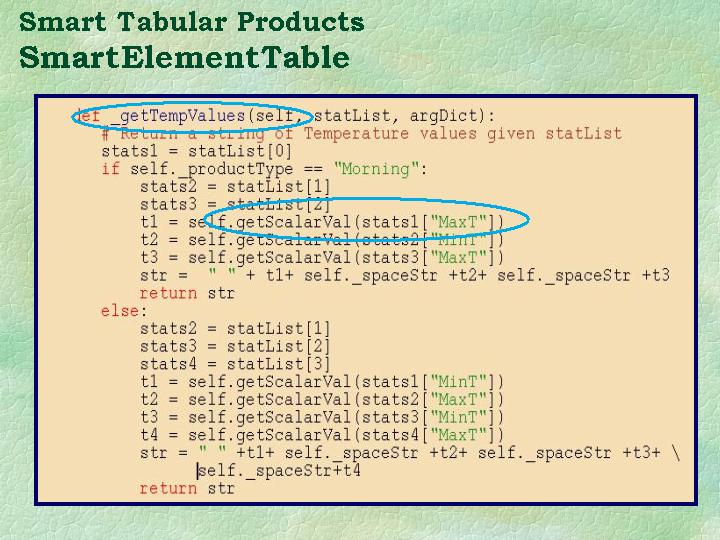 Smart Tabular Products
SmartElementTable
def _getTempValues(self, statList, argDict):
# Return a string of Temperature values given statList
stats1 = statList[0]
if self._productType == "Morning":
stats2 = statList[1]
stats3 = statList[2]
t1 = self.getScalarVal(stats1["MaxT"])
t2 = self.getScalarVal(stats2["MinT"])
t3 = self.getScalarVal(stats3["MaxT"])
str =  " " + t1+ self._spaceStr +t2+ self._spaceStr +t3
return str
else:
stats2 = statList[1]
stats3 = statList[2]
stats4 = statList[3]
t1 = self.getScalarVal(stats1["MinT"])
t2 = self.getScalarVal(stats2["MaxT"])
t3 = self.getScalarVal(stats3["MinT"])
t4 = self.getScalarVal(stats4["MaxT"])
str = " " +t1+ self._spaceStr +t2+ self._spaceStr +t3+ \
self._spaceStr+t4
return str